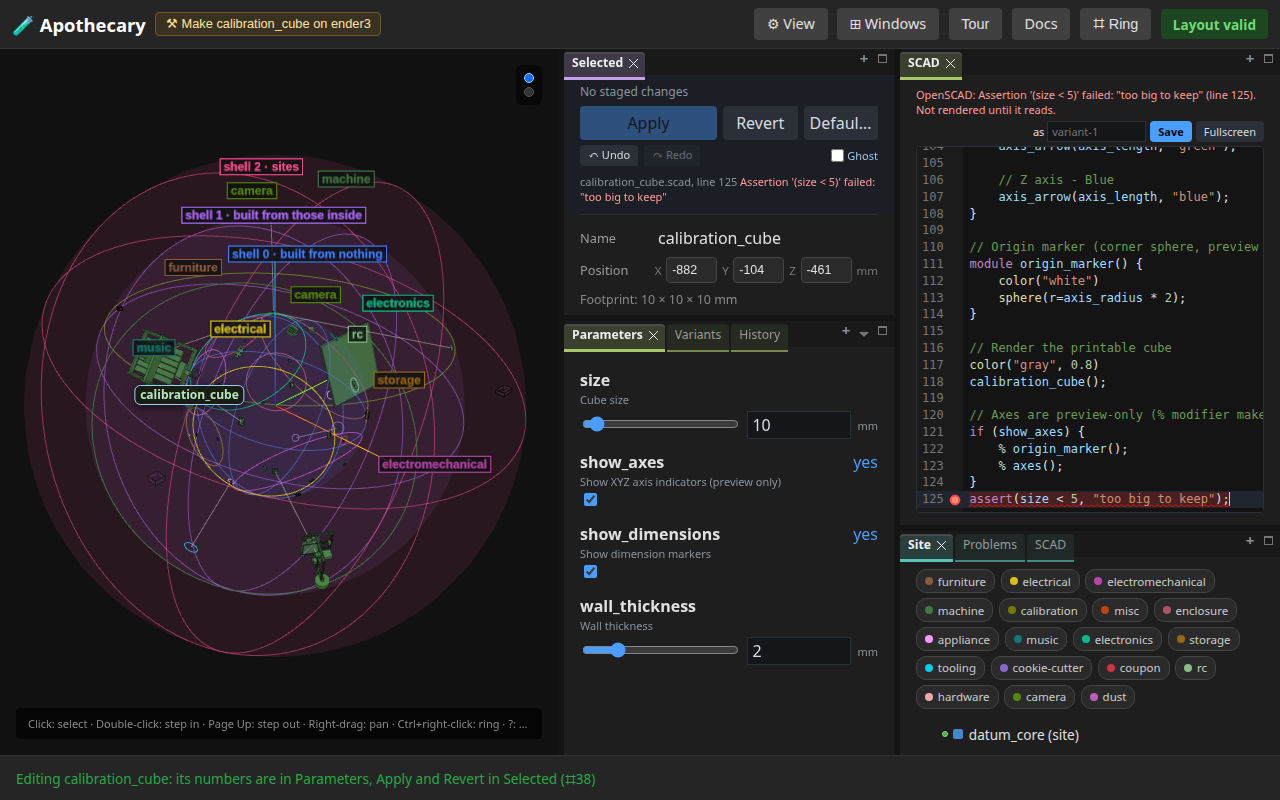 Apothecary
Make calibration_cube on ender3
View
Windows
Tour
Docs
Ring
Layout valid
shell 2 · sites
machine
camera
shell 1 · built from those inside
shell 0 · built from nothing
furniture
camera
electronics
electrical
rc
music
storage
calibration_cube
electromechanical
Click: select · Double-click: step in · Page Up: step out · Right-drag: pan · Ctrl+right-click: ring · ?: ...
Selected
No staged changes
Apply
Revert
Defaul...
Undo
Redo
Ghost
calibration_cube.scad, line 125 Assertion '(size < 5)' failed:
"too big to keep"
Name calibration_cube
Position X -882 Y -104 Z -461 mm
Footprint: 10 × 10 × 10 mm
Parameters
Variants
History
size
Cube size
10 mm
show_axes yes
Show XYZ axis indicators (preview only)
show_dimensions yes
Show dimension markers
wall_thickness
Wall thickness
2 mm
SCAD
OpenSCAD: Assertion '(size < 5)' failed: "too big to keep" (line 125).
Not rendered until it reads.
as variant-1 Save Fullscreen
104 axis_arrow(axis_length, "green");
105
106 // Z axis - Blue
107 axis_arrow(axis_length, "blue");
108 }
109
110 // Origin marker (corner sphere, preview
111 module origin_marker() {
112 color("white")
113 sphere(r=axis_radius * 2);
114 }
115
116 // Render the printable cube
117 color("gray", 0.8)
118 calibration_cube();
119
120 // Axes are preview-only (% modifier make
121 if (show_axes) {
122 % origin_marker();
123 % axes();
124 }
125 assert(size < 5, "too big to keep");
Site
Problems
SCAD
furniture
electrical
electromechanical
machine
calibration
misc
enclosure
appliance
music
electronics
storage
tooling
cookie-cutter
coupon
rc
hardware
camera
dust
datum_core (site)
Editing calibration_cube: its numbers are in Parameters, Apply and Revert in Selected (⌗38)